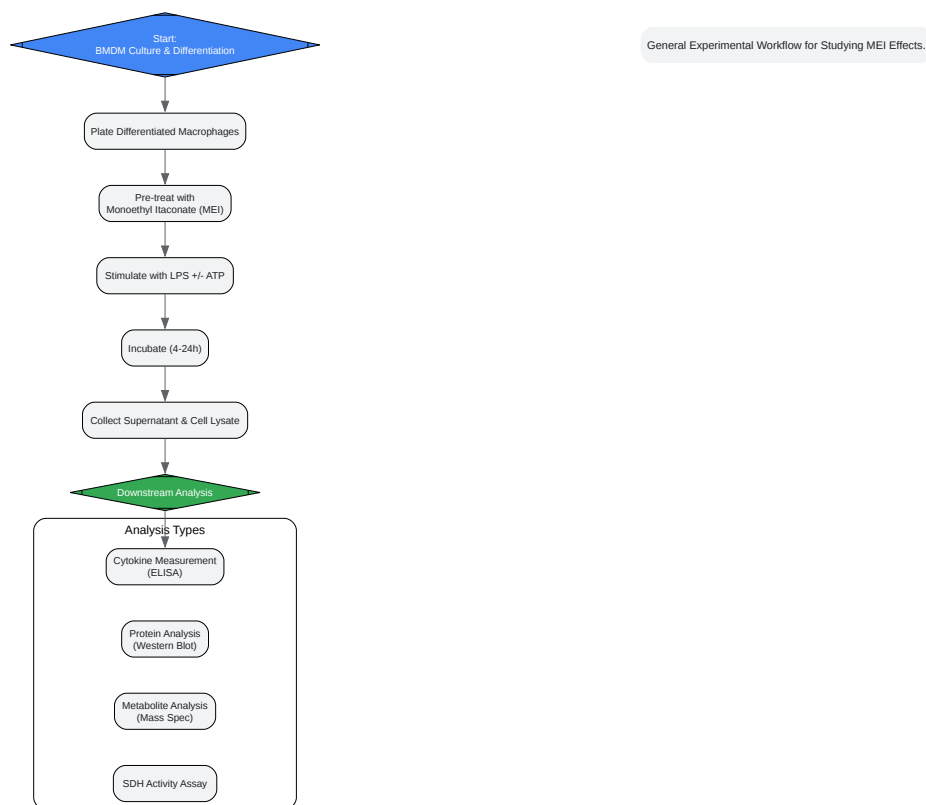 Start:
BMDM Culture & Differentiation
General Experimental Workflow for Studying MEI Effects.
Plate Differentiated Macrophages
Pre-treat with
Monoethyl Itaconate (MEI)
Stimulate with LPS +/- ATP
Incubate (4-24h)
Collect Supernatant & Cell Lysate
Downstream Analysis
Analysis Types
Cytokine Measurement
(ELISA)
Protein Analysis
(Western Blot)
Metabolite Analysis
(Mass Spec)
SDH Activity Assay